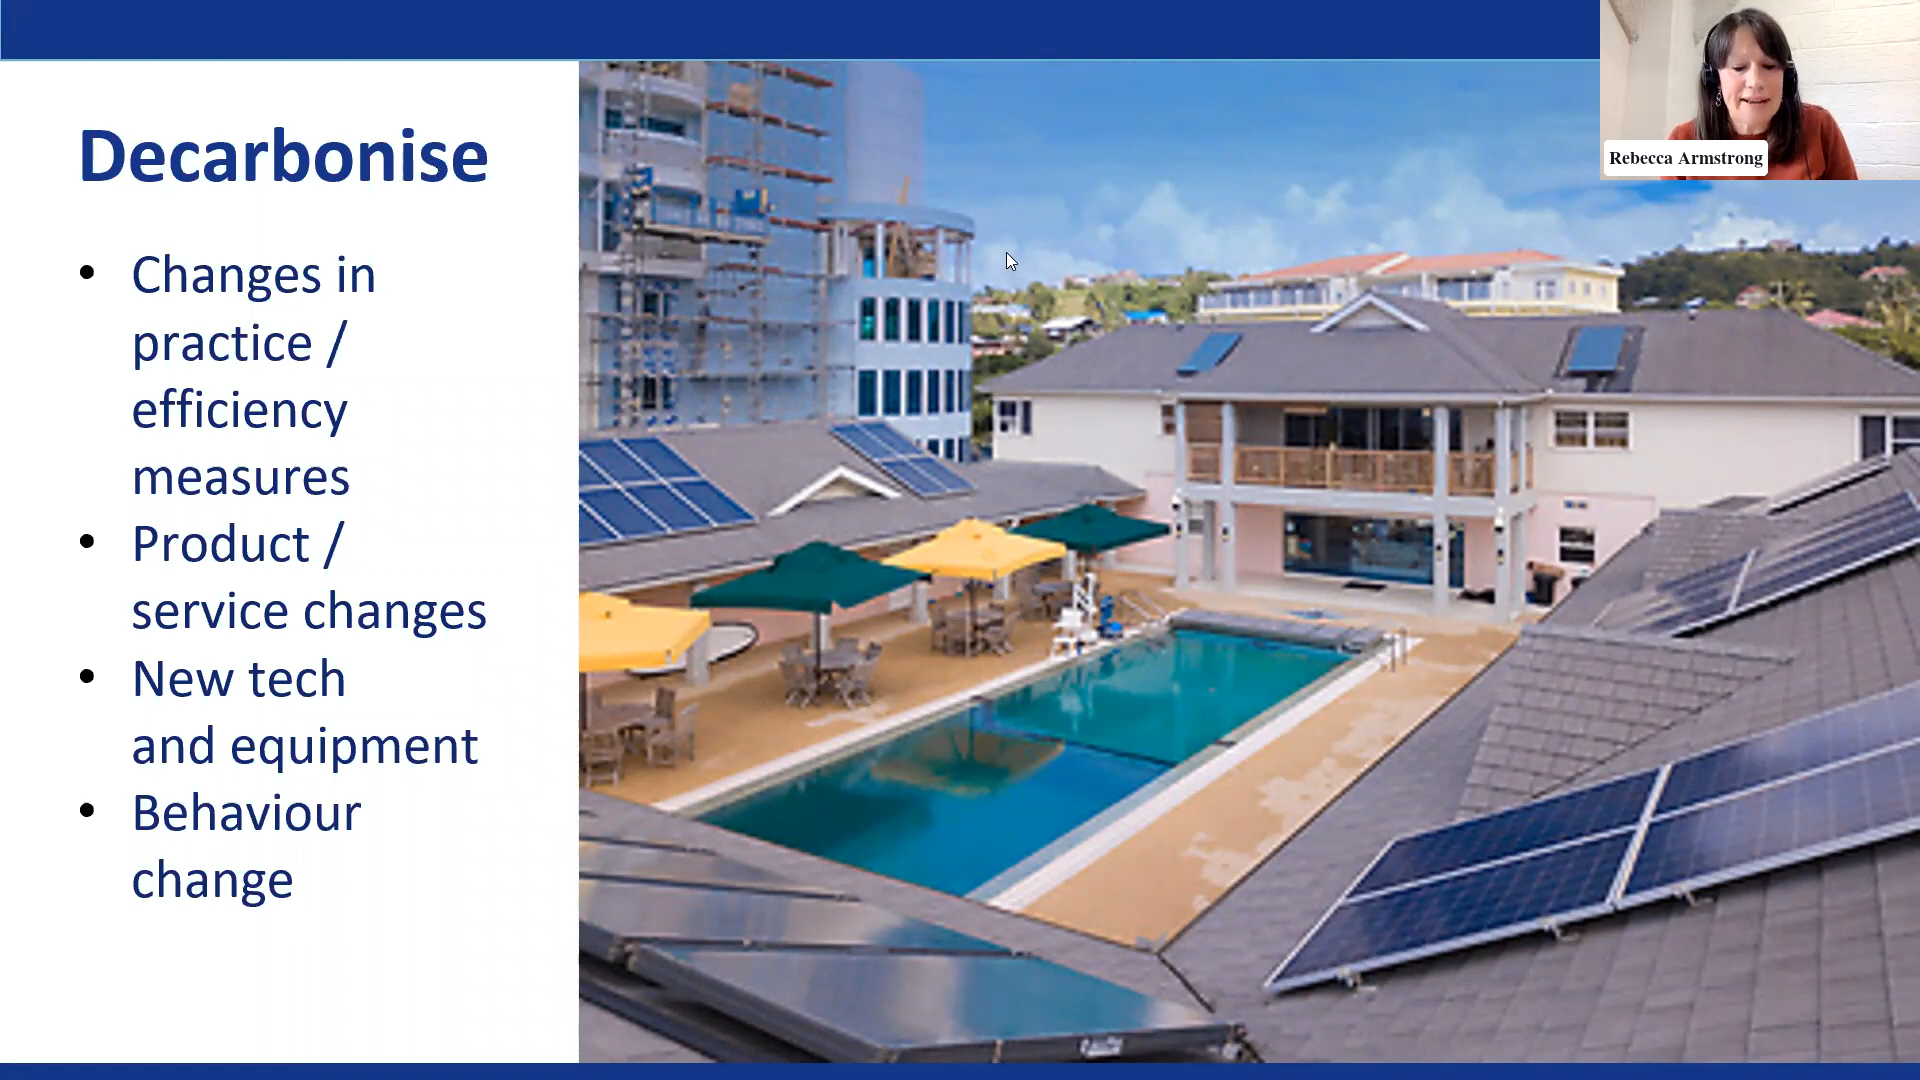 Decarbonise
• Changes in
practice /
efficiency
measures
• Product /
service changes
• New tech
and equipment
• Behaviour
change
Rebecca Armstrong